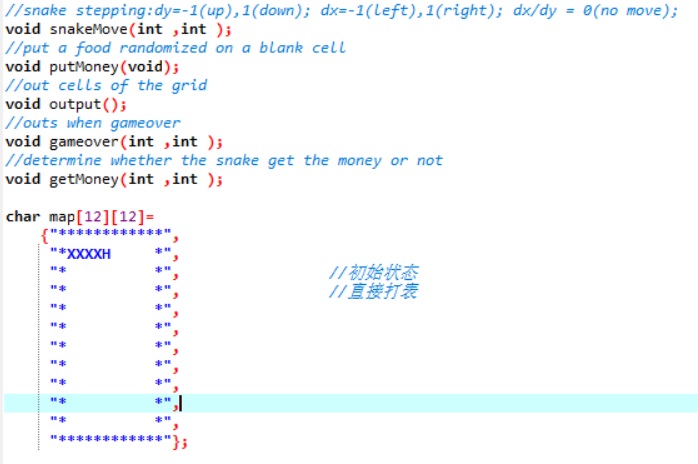 //snake stepping:dy=-1(up),1(down); dx=-1(left),1(right); dx/dy = 0(no move);
void snakeMove(int ,int );
//put a food randomized on a blank cell
void putMoney(void);
//out cells of the grid
void output();
//outs when gameover
void gameover(int ,int );
//determine whether the snake get the money or not
void getMoney(int ,int );

char map[12][12]=
    {"************",
     "*XXXXH     *",
     "*          *",                  //初始状态
     "*          *",                  //直接打表
     "*          *",
     "*          *",
     "*          *",
     "*          *",
     "*          *",
     "*          *",
     "*          *",
     "************"};